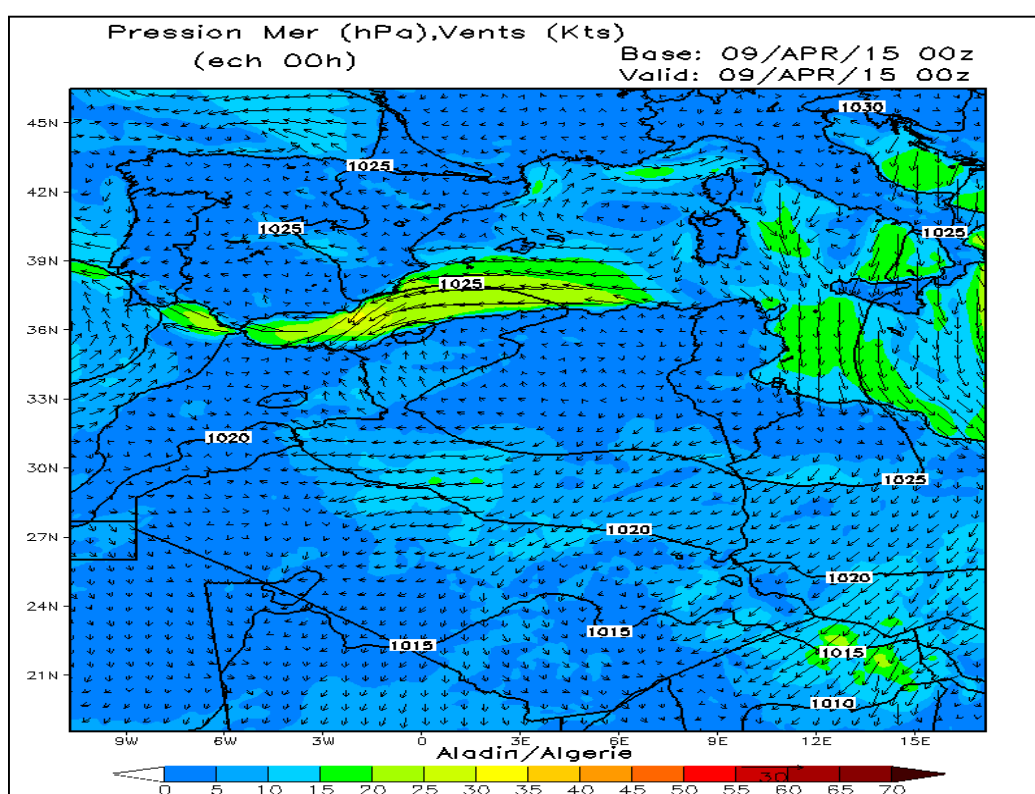 Pression Mer (hPa),Vents (Kts)
(ech 00h)
Base: 09/APR/15 00z
Valid: 09/APR/15 00z
45N
42N
39N
36N
33N
30N
27N
24N
21N
1030
1025
1025
1025
1025
1020
1025
1020
1020
1015
1015
1015
1010
9W 6W 3W 0 3E 6E 9E 12E 15E
Aladin/Algerie
30
0 5 10 15 20 25 30 35 40 45 50 55 60 65 70